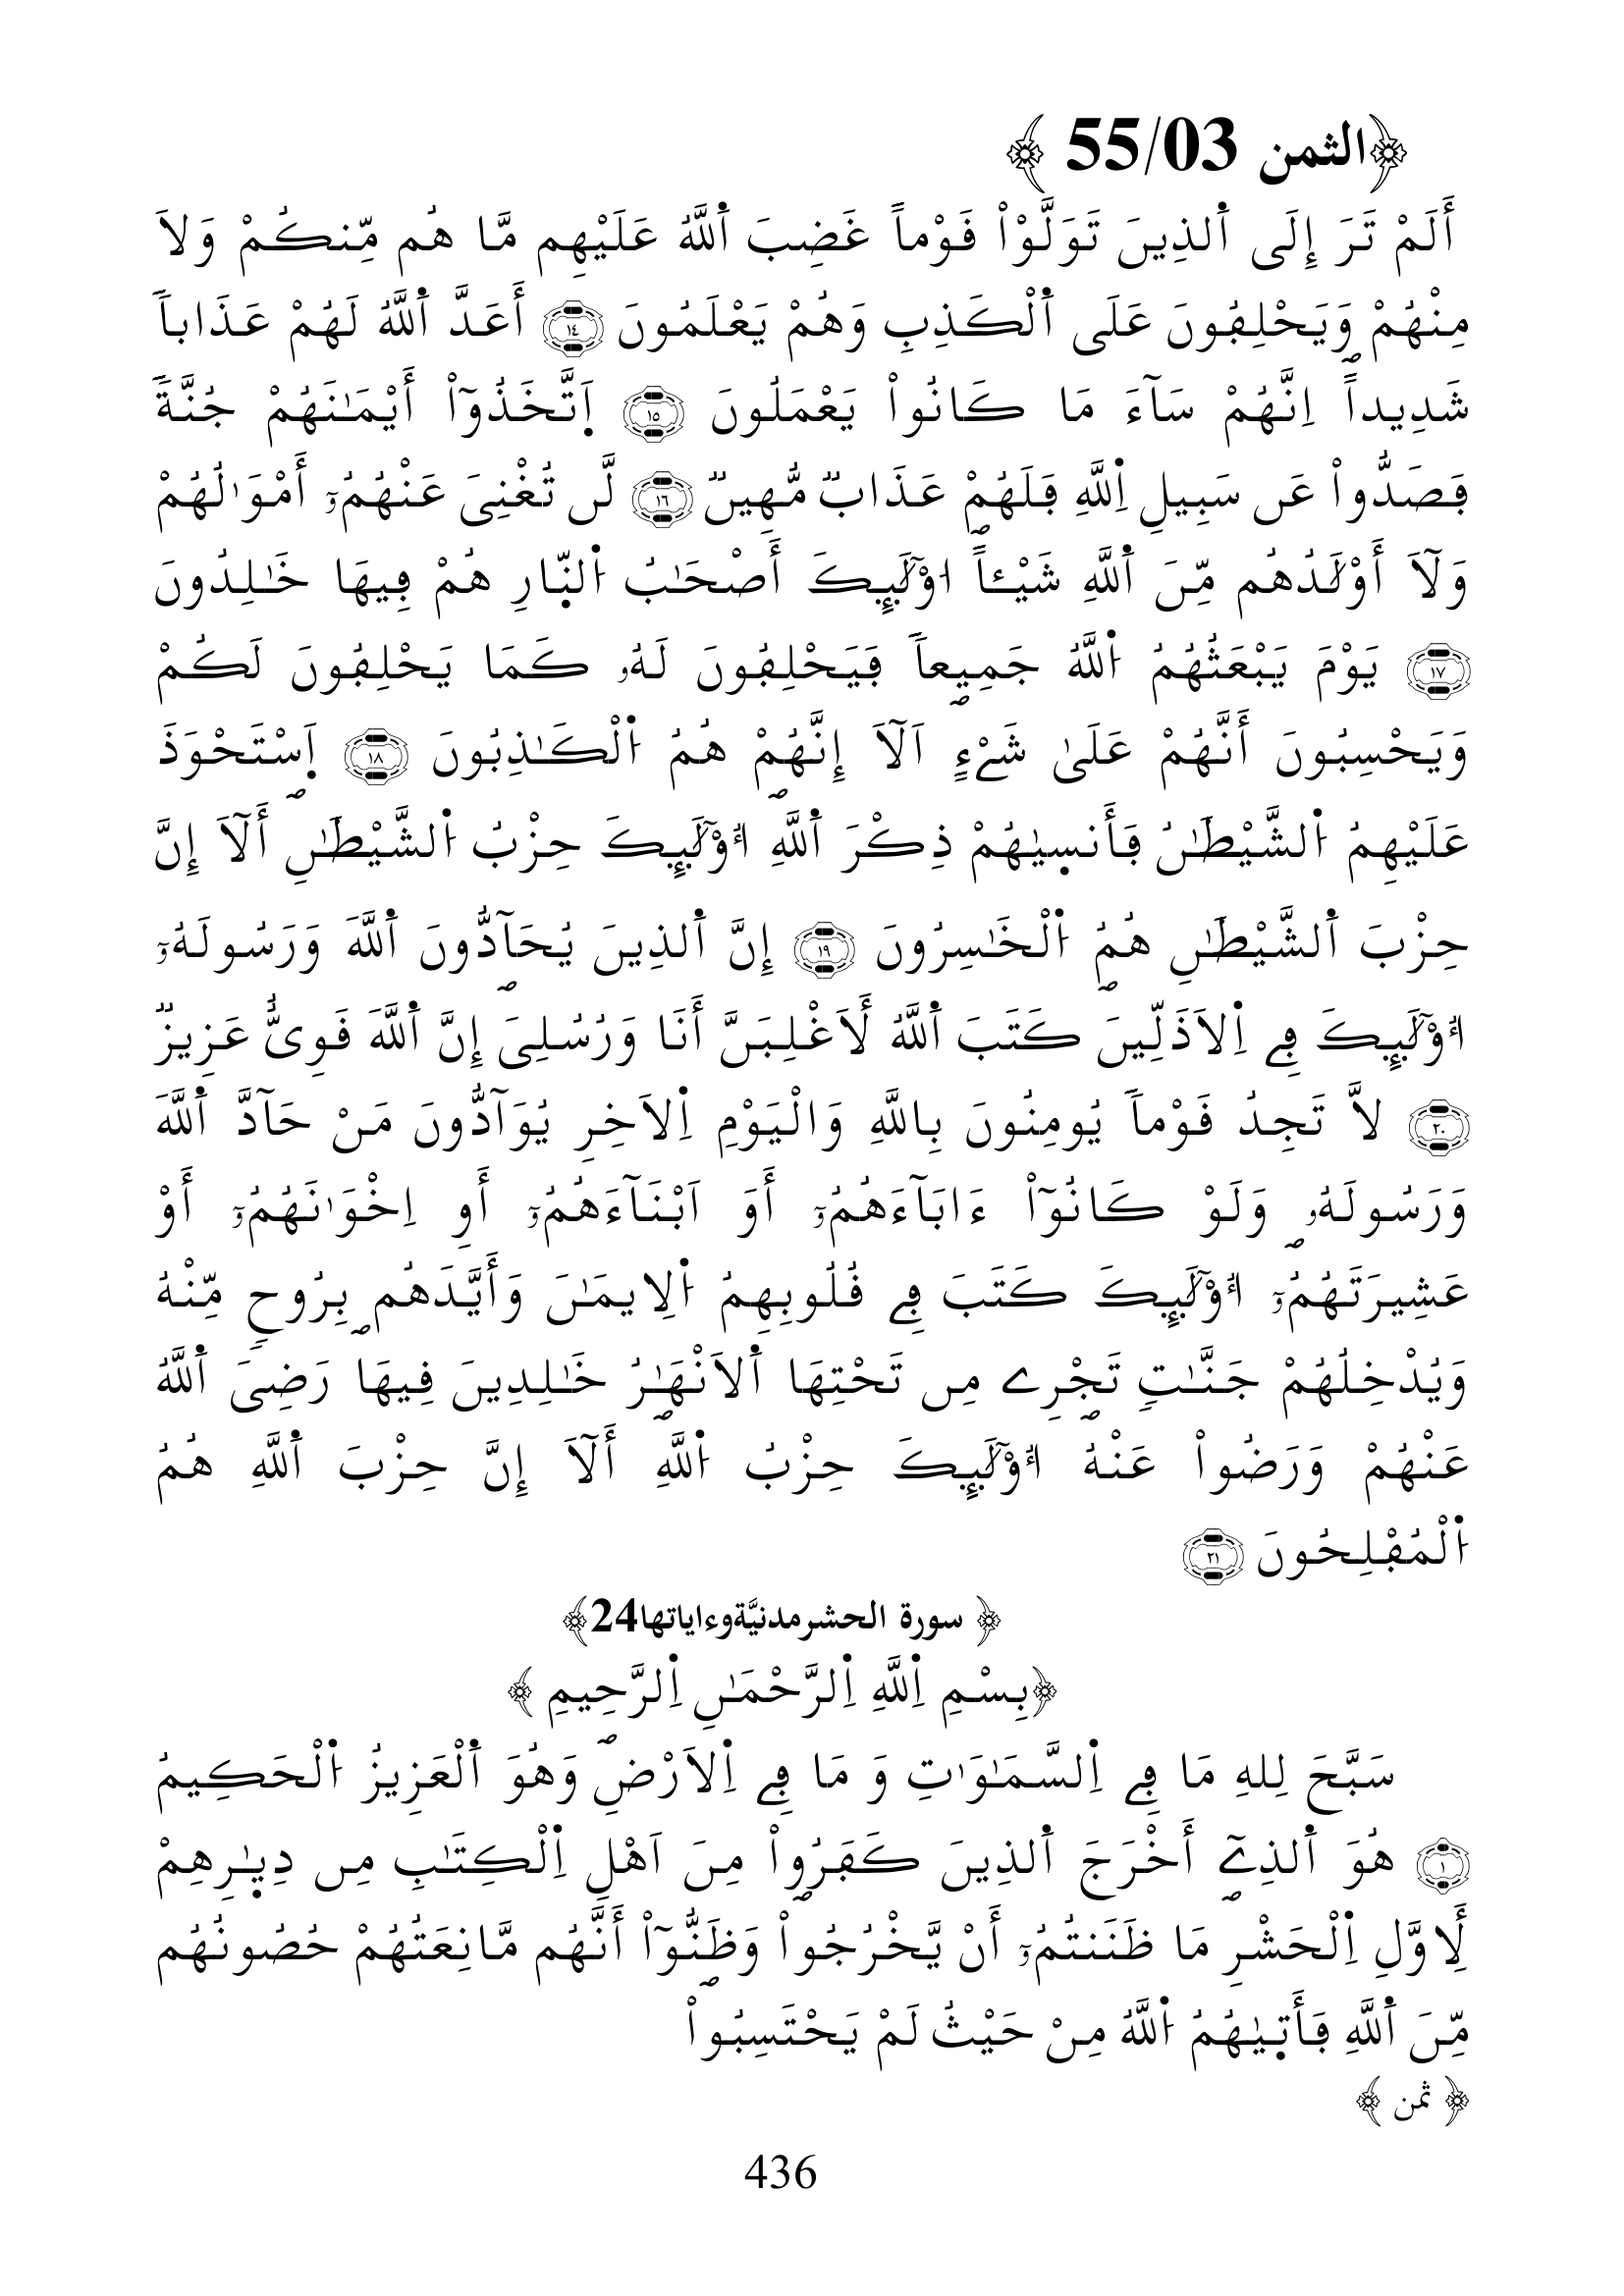 ﴿الثمن 55/03 ﴾
أَلَمْ تَرَ إِلَى اَ۬لذِينَ تَوَلَّوْاْ قَوْماً غَضِبَ اَ۬للَّهُ عَلَيْهِم مَّا هُم مِّنكُمْ وَلَا
مِنْهُمْ وَيَحْلِفُونَ عَلَى اَ۬لْكَذِبِ وَهُمْ يَعْلَمُونَ ١٤ أَعَدَّ اَ۬للَّهُ لَهُمْ عَذَاباٗ
شَدِيداً اِنَّهُمْ سَآءَ مَا كَانُواْ يَعْمَلُونَ ١٥ اَ۪تَّخَذُوٓاْ أَيْمَٰنَهُمْ جُنَّةٗ
فَصَدُّواْ عَن سَبِيلِ اِ۬للَّهِ فَلَهُمْ عَذَابٞ مُّهِينٞ ١٦ لَّن تُغْنِيَ عَنْهُمُۥٓ أَمْوَٰلُهُمْ
وَلَآ أَوْلَٰدُهُم مِّنَ اَ۬للَّهِ شَيْـٔاً ا۟وْلَٰٓئِكَ أَصْحَٰبُ اُ۬لنّ۪ارِ هُمْ فِيهَا خَٰلِدُونَ
١٧ يَوْمَ يَبْعَثُهُمُ اُ۬للَّهُ جَمِيعاٗ فَيَحْلِفُونَ لَهُۥ كَمَا يَحْلِفُونَ لَكُمْ
وَيَحْسِبُونَ أَنَّهُمْ عَلَىٰ شَےْءٍ اَلَآ إِنَّهُمْ هُمُ اُ۬لْكَٰذِبُونَ ١٨ اَ۪سْتَحْوَذَ
عَلَيْهِمُ اُ۬لشَّيْطَٰنُ فَأَنس۪يٰهُمْ ذِكْرَ اَ۬للَّهِ أُوْلَٰٓئِكَ حِزْبُ اُ۬لشَّيْطَٰنِ أَلَآ إِنَّ
حِزْبَ اَ۬لشَّيْطَٰنِ هُمُ اُ۬لْخَٰسِرُونَ ١٩ إِنَّ اَ۬لذِينَ يُحَآدُّونَ اَ۬للَّهَ وَرَسُولَهُۥٓ
أُوْلَٰٓئِكَ فِے اِ۬لَاذَلِّينَ كَتَبَ اَ۬للَّهُ لَأَغْلِبَنَّ أَنَا وَرُسُلِيَ إِنَّ اَ۬للَّهَ قَوِيٌّ عَزِيزٞ
٢٠ لَّا تَجِدُ قَوْماٗ يُومِنُونَ بِاللَّهِ وَالْيَوْمِ اِ۬لَاخِرِ يُوَآدُّونَ مَنْ حَآدَّ اَ۬للَّهَ
وَرَسُولَهُۥ وَلَوْ كَانُوٓاْ ءَابَآءَهُمُۥٓ أَوَ اَبْنَآءَهُمُۥٓ أَوِ اِخْوَٰنَهُمُۥٓ أَوْ
عَشِيرَتَهُمُۥٓ أُوْلَٰٓئِكَ كَتَبَ فِے قُلُوبِهِمُ اُ۬لِايمَٰنَ وَأَيَّدَهُم بِرُوحٖ مِّنْهُ
وَيُدْخِلُهُمْ جَنَّٰتٖ تَجْرِے مِن تَحْتِهَا اَ۬لَانْهَٰرُ خَٰلِدِينَ فِيهَا رَضِيَ اَ۬للَّهُ
عَنْهُمْ وَرَضُواْ عَنْهُ أُوْلَٰٓئِكَ حِزْبُ اُ۬للَّهِ أَلَآ إِنَّ حِزْبَ اَ۬للَّهِ هُمُ
اُ۬لْمُفْلِحُونَ ٢١
﴿ سورة الحشرمدنيَّةوءاياتها24﴾
﴿بِسْمِ اِ۬للَّهِ اِ۬لرَّحْمَٰنِ اِ۬لرَّحِيمِ ﴾
سَبَّحَ لِلهِ مَا فِے اِ۬لسَّمَٰوَٰتِ وَ مَا فِے اِ۬لَارْضِ وَهُوَ اَ۬لْعَزِيزُ اُ۬لْحَكِيمُ
١ هُوَ اَ۬لذِےٓ أَخْرَجَ اَ۬لذِينَ كَفَرُواْ مِنَ اَهْلِ اِ۬لْكِتَٰبِ مِن دِيٰ۪رِهِمْ
لِأَوَّلِ اِ۬لْحَشْرِ مَا ظَنَنتُمُۥٓ أَنْ يَّخْرُجُواْ وَظَنُّوٓاْ أَنَّهُم مَّانِعَتُهُمْ حُصُونُهُم
مِّنَ اَ۬للَّهِ فَأَت۪يٰهُمُ اُ۬للَّهُ مِنْ حَيْثُ لَمْ يَحْتَسِبُواْ
﴿ ثمن ﴾
436